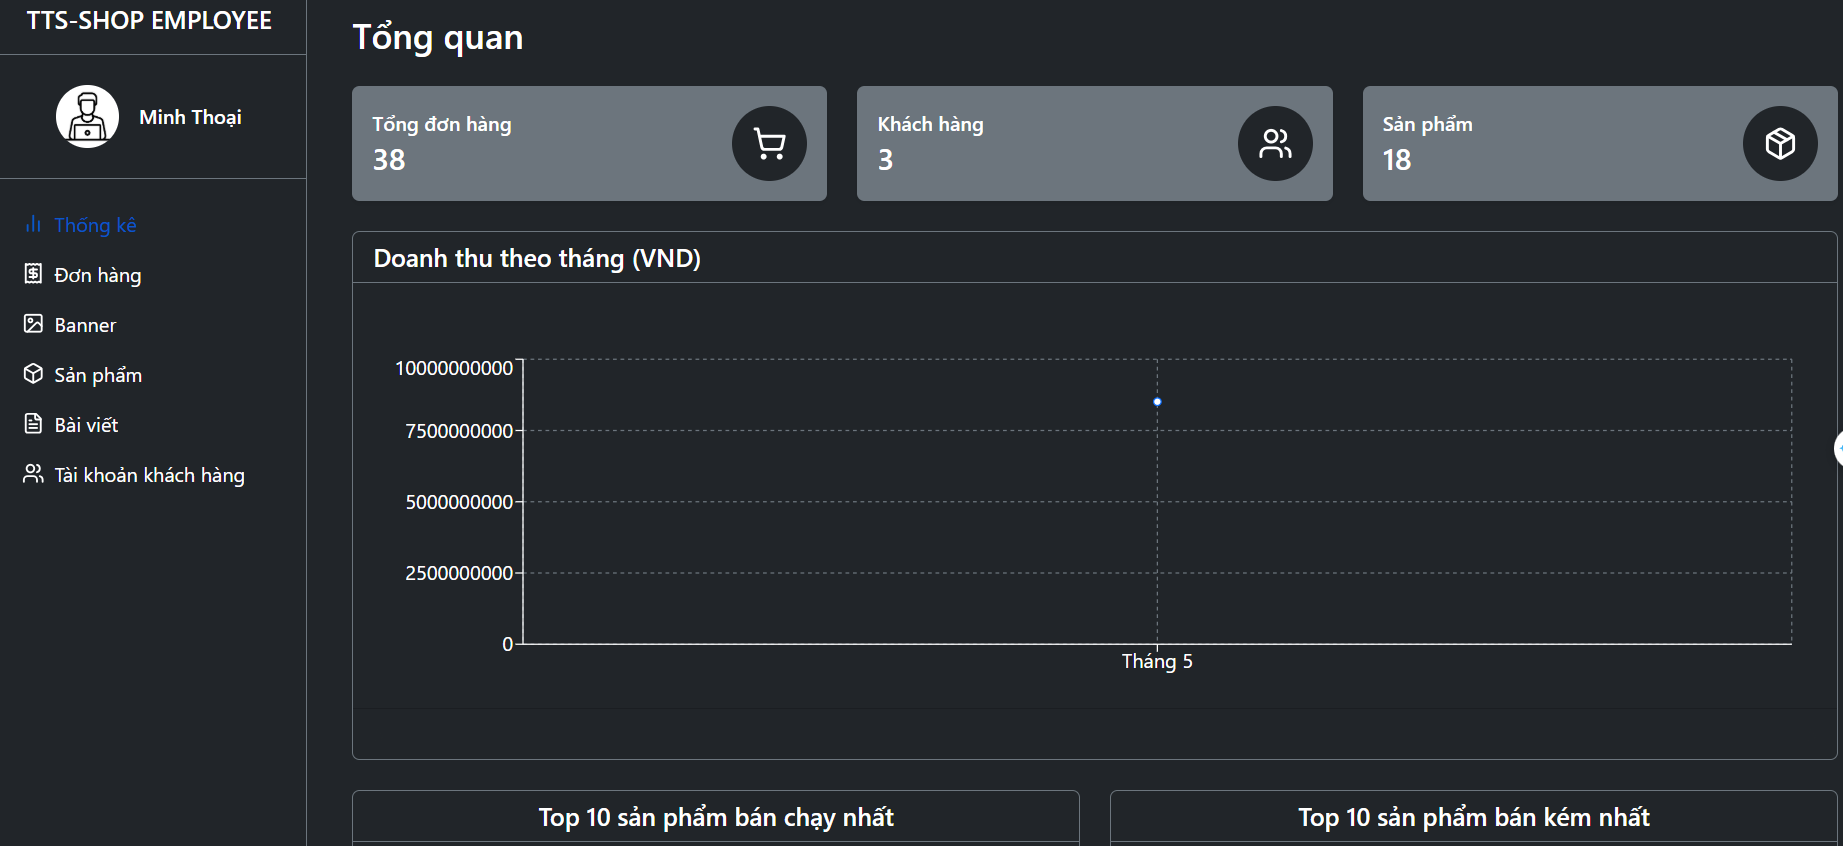 TTS-SHOP EMPLOYEE
Minh Thoại
Thống kê
Đơn hàng
Banner
Sản phẩm
Bài viết
Tài khoản khách hàng
Tổng quan
Tổng đơn hàng
38
Khách hàng
3
Sản phẩm
18
Doanh thu theo tháng (VND)
10000000000
7500000000
5000000000
2500000000
0
Tháng 5
Top 10 sản phẩm bán chạy nhất
Top 10 sản phẩm bán kém nhất